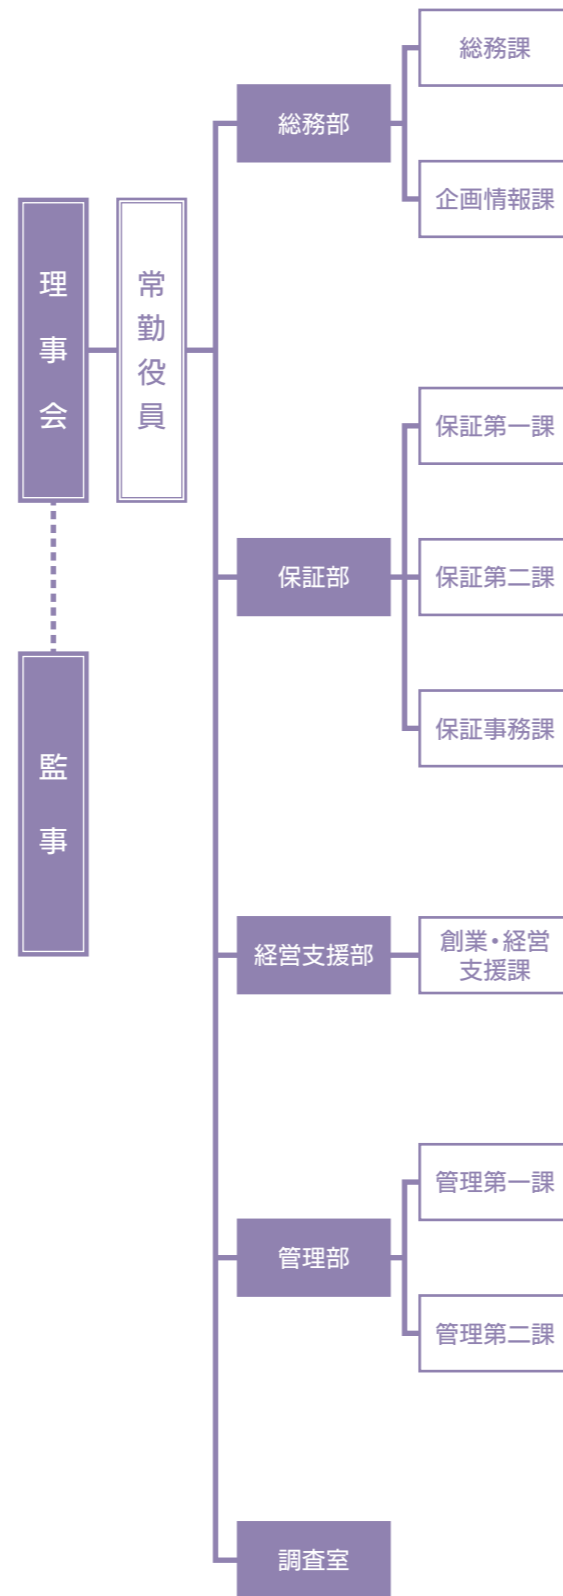 理事会
監事
常勤役員
総務部
総務課
企画情報課
保証部
保証第一課
保証第二課
保証事務課
経営支援部
創業・経営
支援課
管理部
管理第一課
管理第二課
調査室